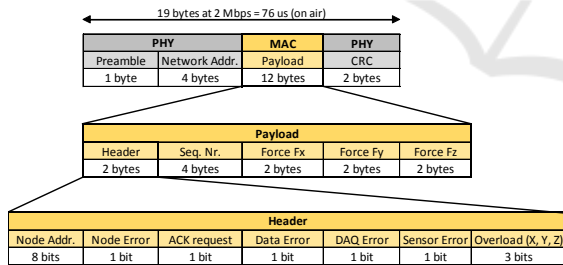 19 bytes at 2 Mbps = 76 us (on air)
PHY MAC PHY
Preamble Network Addr. Payload CRC
1 byte 4 bytes 12 bytes 2 bytes
Payload
Header Seq. Nr. Force Fx Force Fy Force Fz
2 bytes 4 bytes 2 bytes 2 bytes 2 bytes
Header
Node Addr. Node Error ACK request Data Error DAQ Error Sensor Error Overload (X, Y, Z)
8 bits 1 bit 1 bit 1 bit 1 bit 1 bit 3 bits